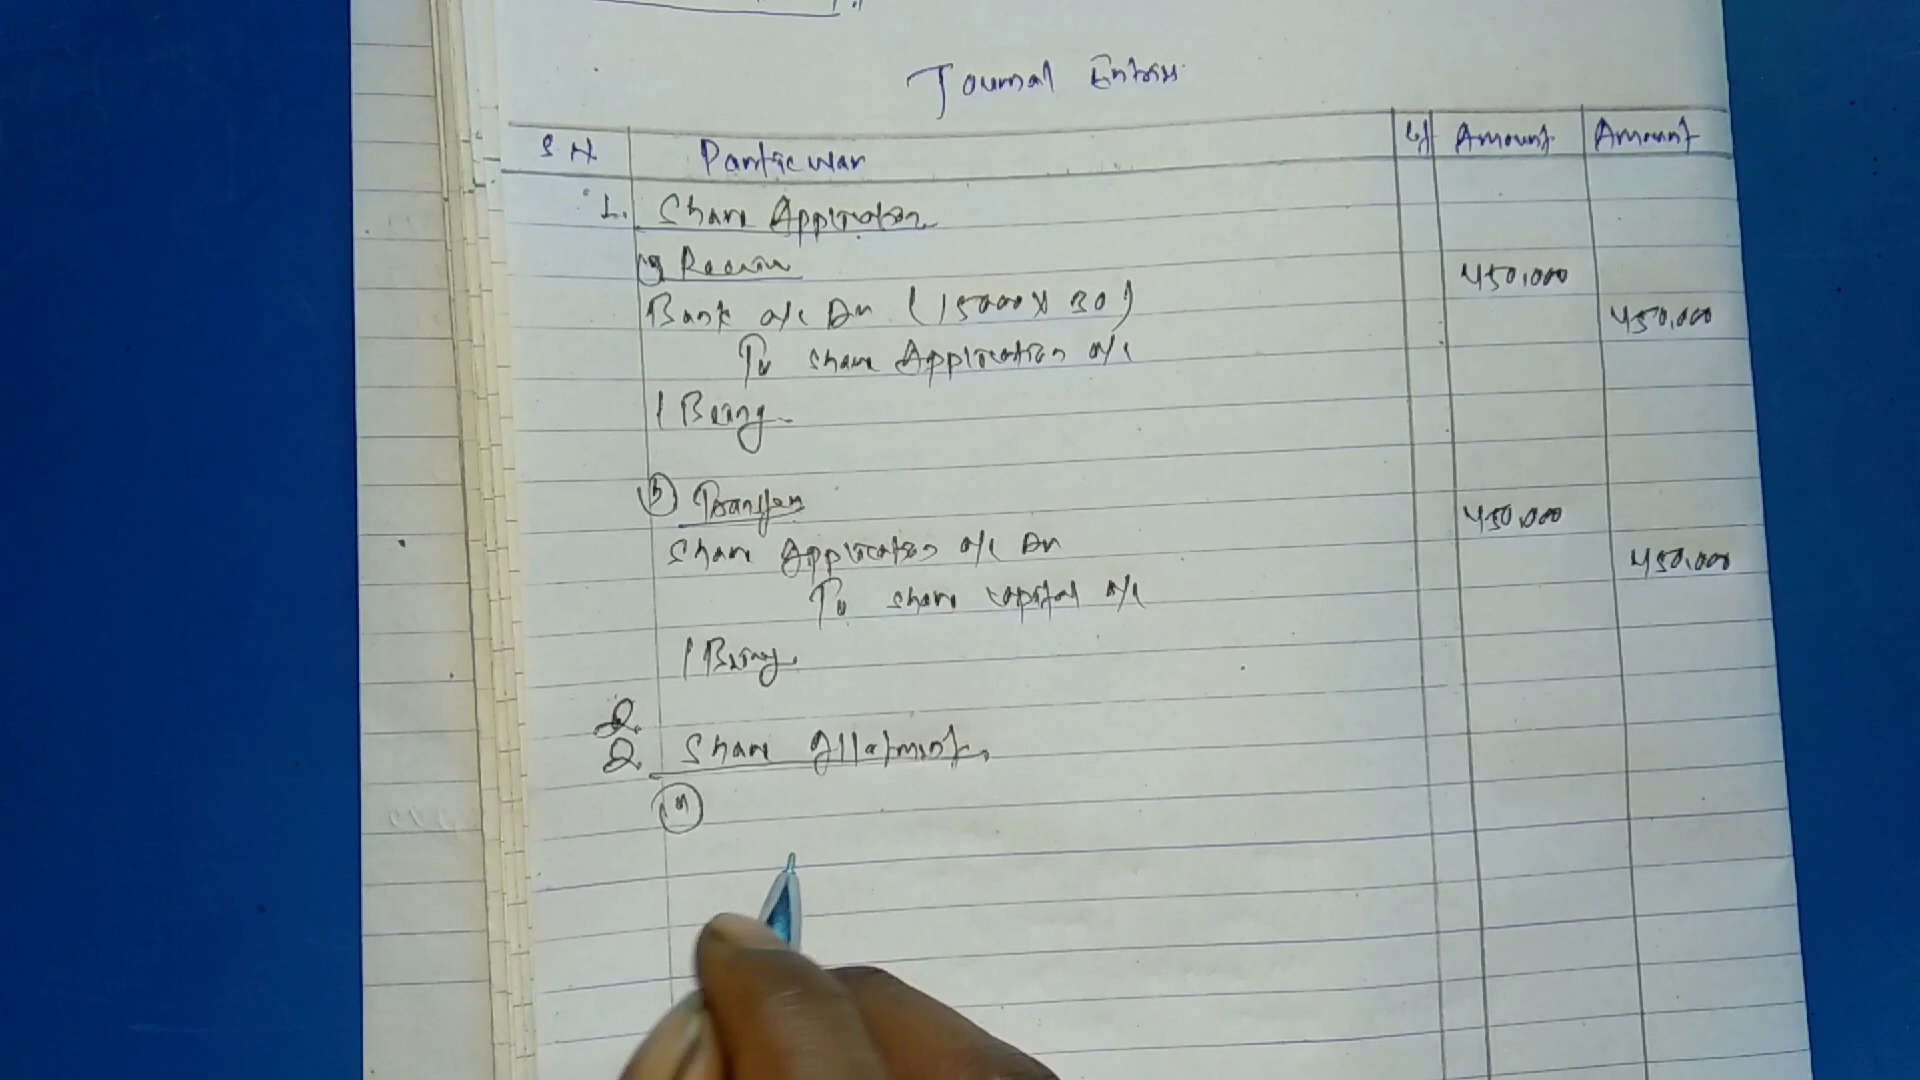 Journal Entries
S N Particular L/f Amount Amount
1. Share Application
(a) Receive
Bank a/c Dr (15000 X 30) 450,000
To share Application a/c 450,000
( Being
(b) Transfer
Share Application a/c Dr 450,000
To share capital a/c 450,000
( Being
2.
2. Share Allotment
(a)